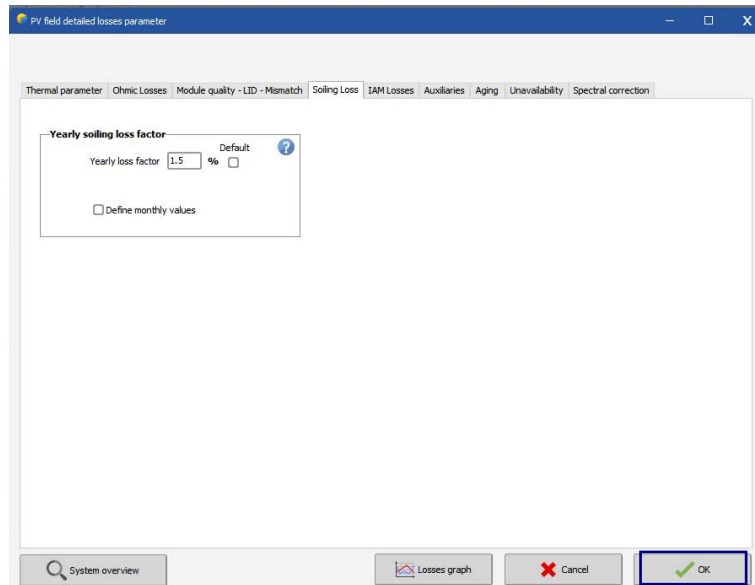 PV field detailed losses parameter
Thermal parameter Ohmic Losses Module quality - LID - Mismatch Soiling Loss IAM Losses Auxiliaries Aging Unavailability Spectral correction
Yearly soiling loss factor
Default
Yearly loss factor 1.5 %
Define monthly values
System overview Losses graph Cancel OK